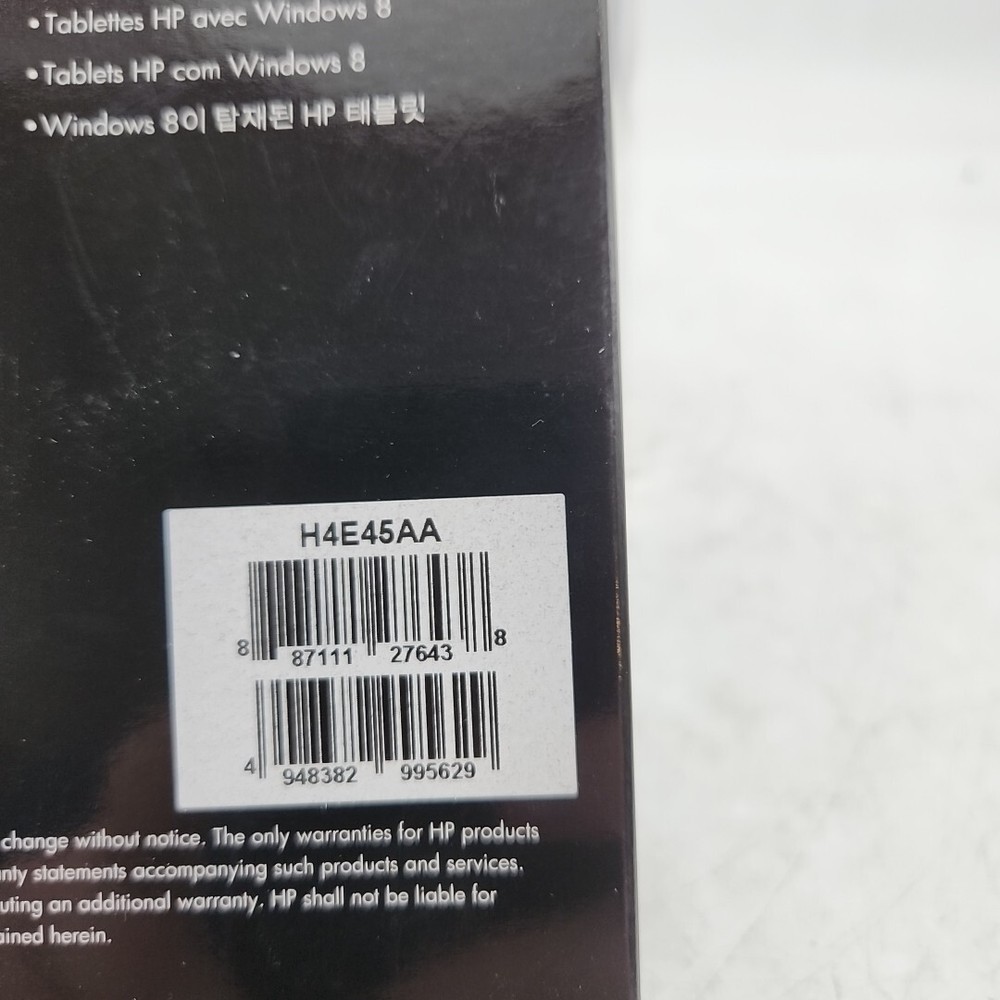 •Tablettes HP avec Windows 8
•Tablets HP com Windows 8
•Windows 8이 탑재된 HP 태블릿
H4E45AA
8 87111 27643 8
4 948382 995629
change without notice. The only warranties for HP products
nty statements accompanying such products and services.
uting an additional warranty. HP shall not be liable for
ained herein.